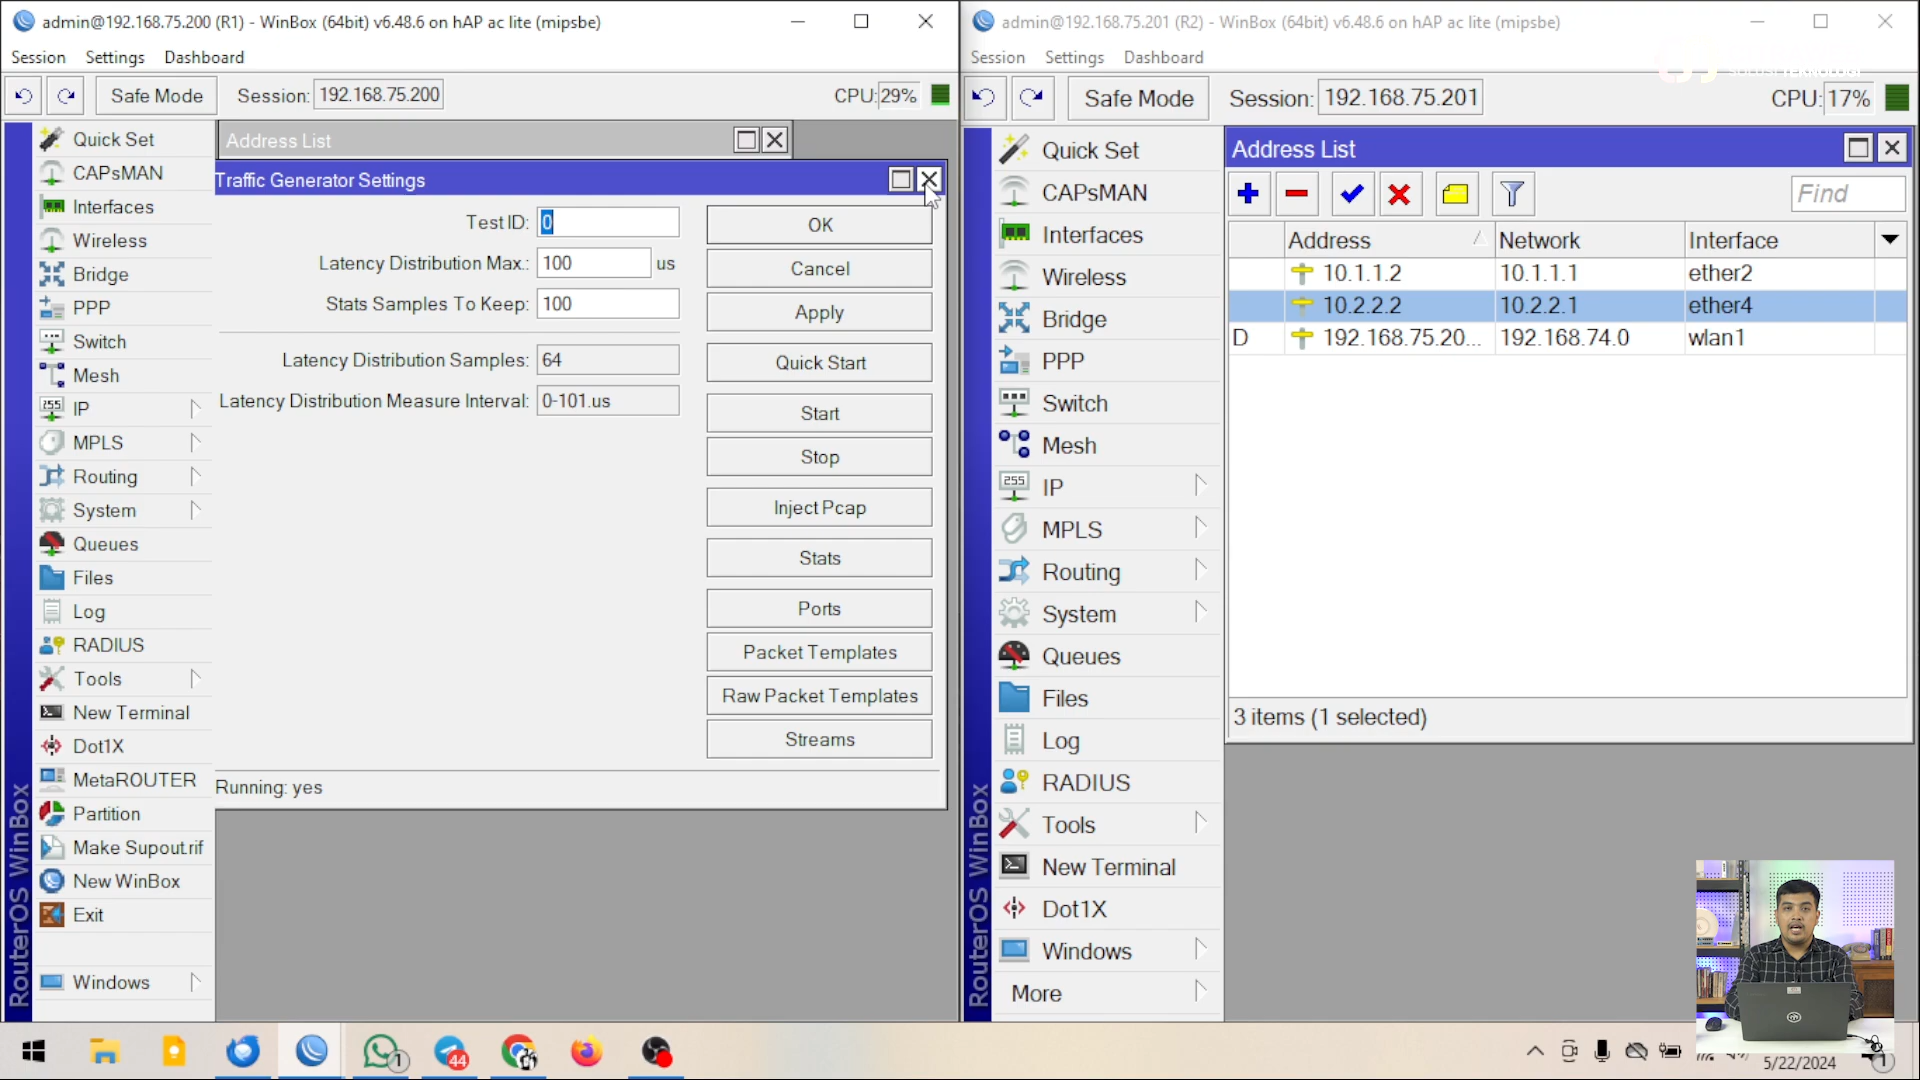 admin@192.168.75.200 (R1) - WinBox (64bit) v6.48.6 on hAP ac lite (mipsbe)
Session Settings Dashboard
Safe Mode Session: 192.168.75.200 CPU: 29%
Quick Set
CAPsMAN
Interfaces
Wireless
Bridge
PPP
Switch
Mesh
IP
MPLS
Routing
System
Queues
Files
Log
RADIUS
Tools
New Terminal
Dot1X
MetaROUTER
Partition
Make Supout.rif
New WinBox
Exit
Windows
RouterOS WinBox
Address List
Traffic Generator Settings
Test ID: 0
Latency Distribution Max.: 100 us
Stats Samples To Keep: 100
Latency Distribution Samples: 64
Latency Distribution Measure Interval: 0-101.us
OK
Cancel
Apply
Quick Start
Start
Stop
Inject Pcap
Stats
Ports
Packet Templates
Raw Packet Templates
Streams
Running: yes
admin@192.168.75.201 (R2) - WinBox (64bit) v6.48.6 on hAP ac lite (mipsbe)
Session Settings Dashboard
Safe Mode Session: 192.168.75.201 CPU: 17%
Quick Set
CAPsMAN
Interfaces
Wireless
Bridge
PPP
Switch
Mesh
IP
MPLS
Routing
System
Queues
Files
Log
RADIUS
Tools
New Terminal
Dot1X
Windows
More
RouterOS WinBox
Address List
Find
Address Network Interface
10.1.1.2 10.1.1.1 ether2
10.2.2.2 10.2.2.1 ether4
D 192.168.75.20... 192.168.74.0 wlan1
3 items (1 selected)
1
44
5/22/2024
1